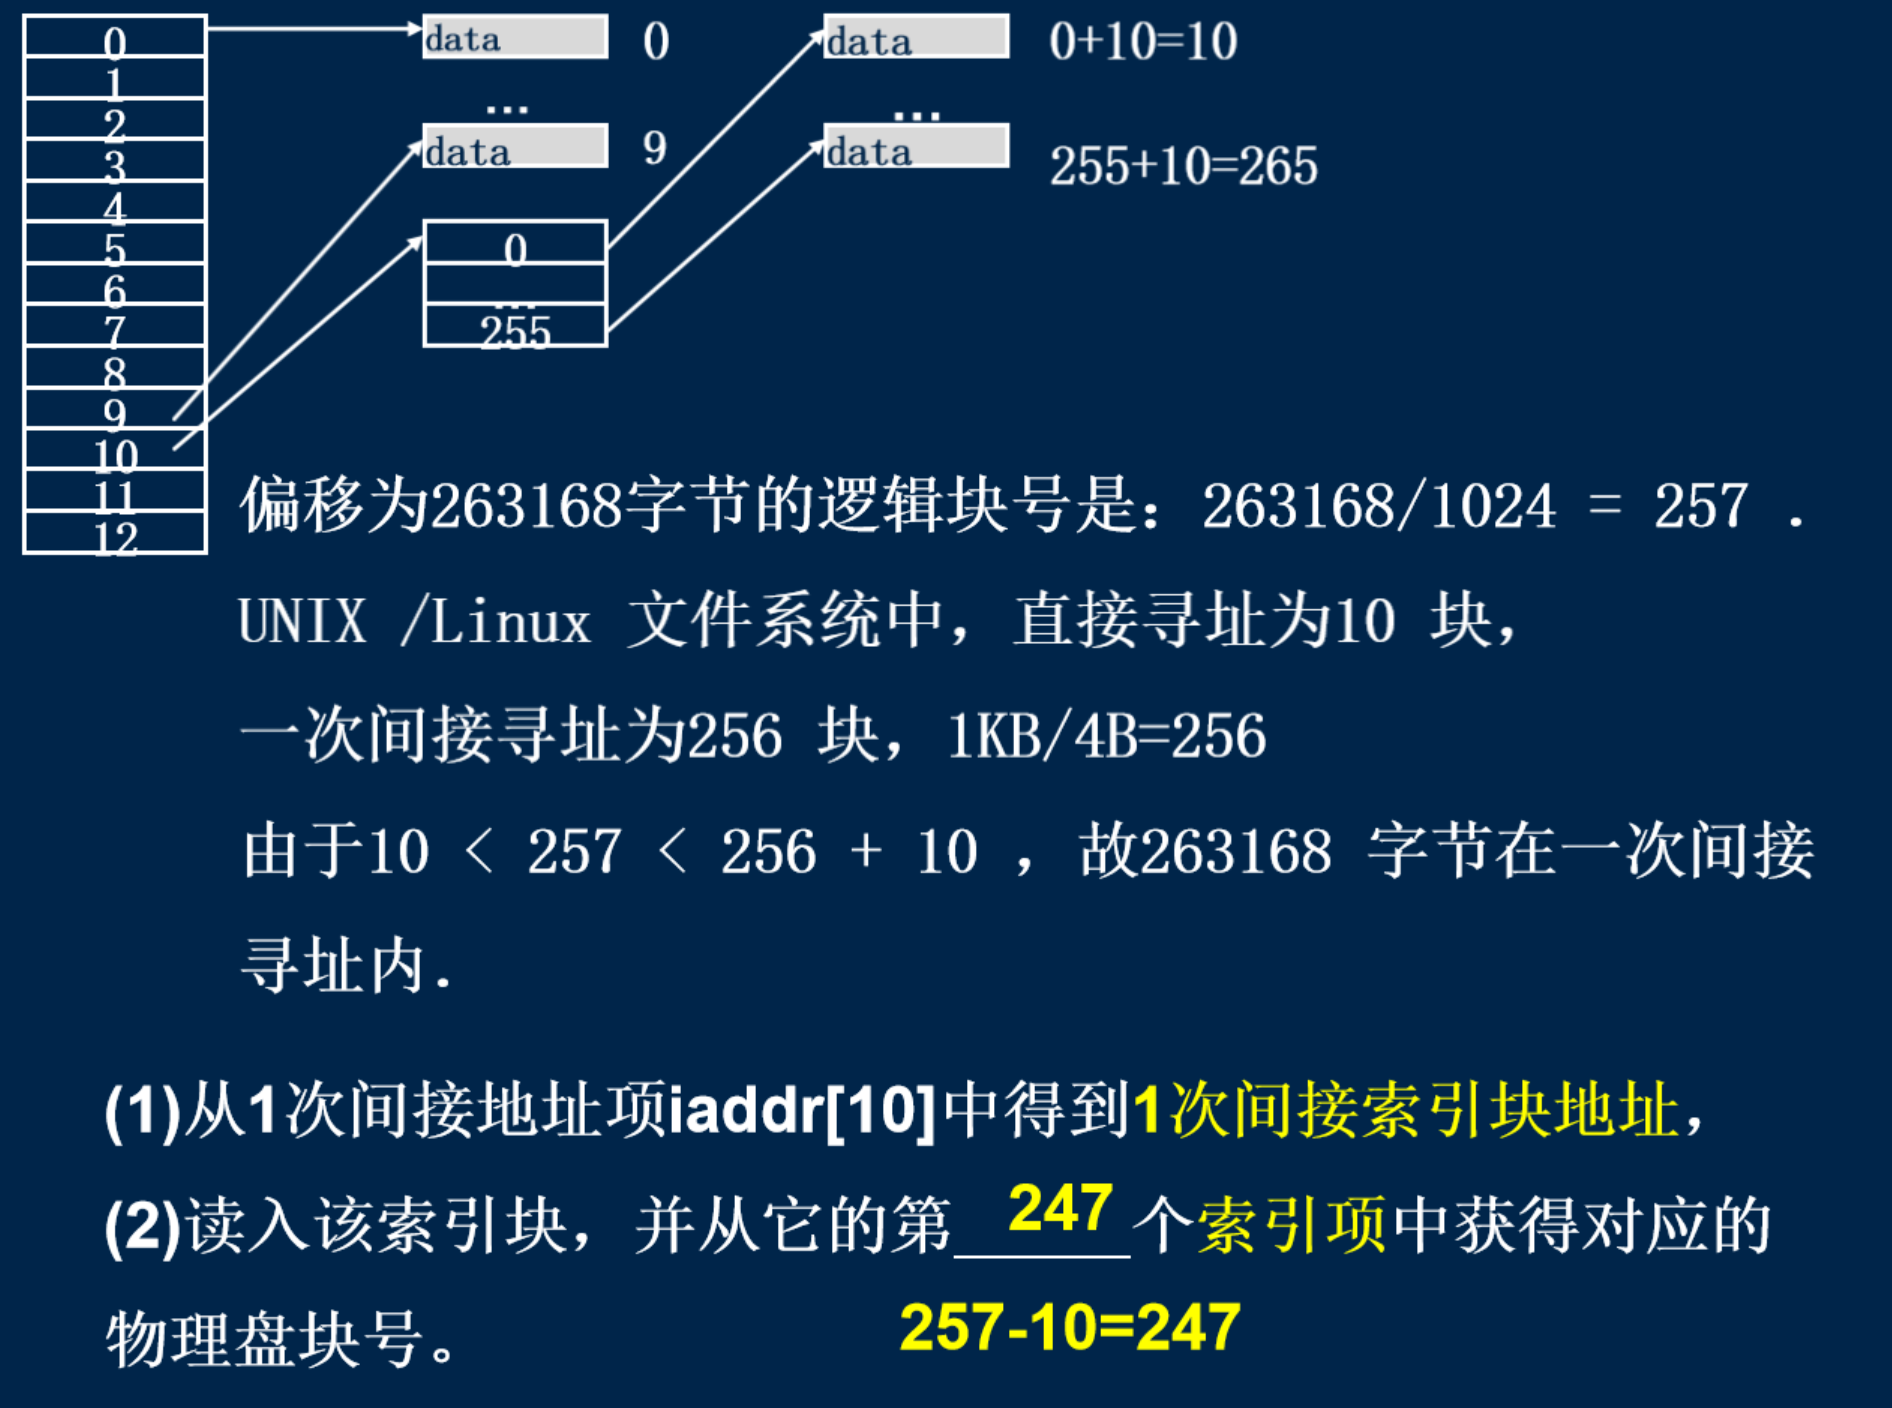 0
1
2
3
4
5
6
7
8
9
10
11
12
data 0
...
data 9
0
...
255
data 0+10=10
...
data 255+10=265
偏移为263168字节的逻辑块号是：263168/1024 = 257 .
UNIX /Linux 文件系统中，直接寻址为10 块，
一次间接寻址为256 块，1KB/4B=256
由于10 < 257 < 256 + 10 ，故263168 字节在一次间接
寻址内.
(1)从1次间接地址项iaddr[10]中得到1次间接索引块地址，
(2)读入该索引块，并从它的第 247 个索引项中获得对应的
物理盘块号。
257-10=247